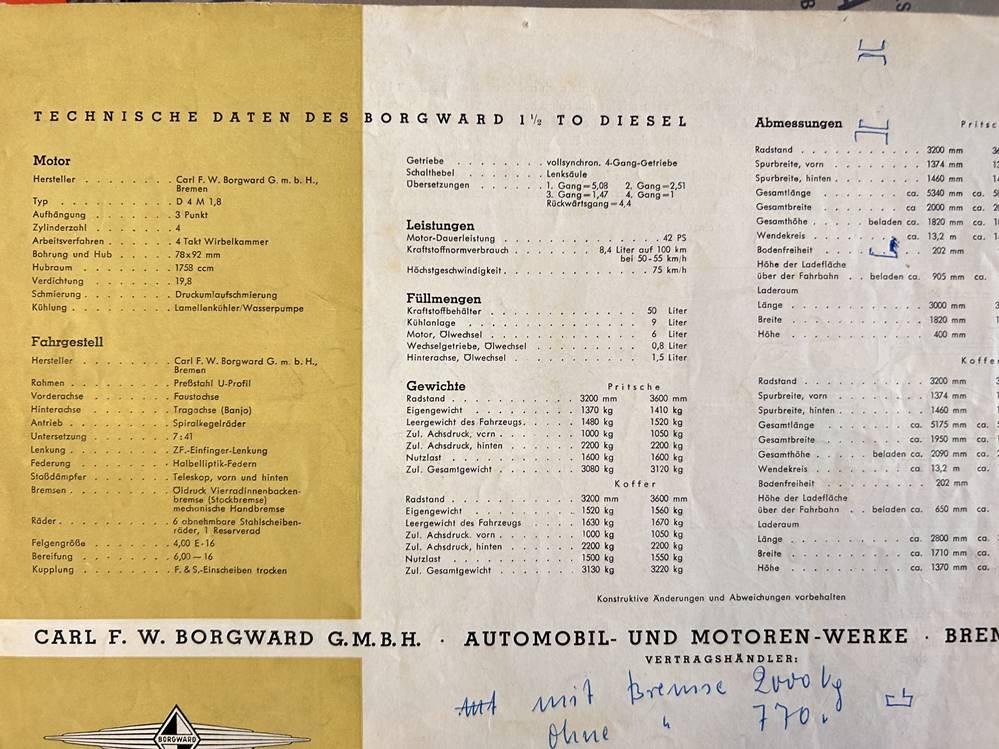 TECHNISCHE DATEN DES BORGWARD 1 1/2 TO DIESEL
Motor
Hersteller . . . . . . . . Carl F. W. Borgward G. m. b. H.,
Bremen
Typ . . . . . . . . . . D 4 M 1,8
Aufhängung . . . . . . . . 3 Punkt
Zylinderzahl . . . . . . . . 4
Arbeitsverfahren . . . . . . . 4 Takt Wirbelkammer
Bohrung und Hub . . . . . . 78x92 mm
Hubraum . . . . . . . . . 1758 ccm
Verdichtung . . . . . . . . 19,8
Schmierung . . . . . . . . Druckumlaufschmierung
Kühlung . . . . . . . . . Lamellenkühler/Wasserpumpe
Fahrgestell
Hersteller . . . . . . . . Carl F. W. Borgward G. m. b. H.,
Bremen
Rahmen . . . . . . . . . Preßstahl U-Profil
Vorderachse . . . . . . . . Faustachse
Hinterachse . . . . . . . . Tragachse (Banjo)
Antrieb . . . . . . . . . Spiralkegelräder
Untersetzung . . . . . . . . 7:41
Lenkung . . . . . . . . . ZF.-Einfinger-Lenkung
Federung . . . . . . . . . Halbelliptik-Federn
Stoßdämpfer . . . . . . . . Teleskop, vorn und hinten
Bremsen . . . . . . . . . Öldruck Vierradinnenbacken-
bremse (Stockbremse)
mechanische Handbremse
Räder . . . . . . . . . . 6 abnehmbare Stahlscheiben-
räder, 1 Reserverad
Felgengröße . . . . . . . . 4,00 E-16
Bereifung . . . . . . . . . 6,00—16
Kupplung . . . . . . . . . F. & S.-Einscheiben trocken
Getriebe . . . . . . . vollsynchron. 4-Gang-Getriebe
Schalthebel . . . . . . . Lenksäule
Übersetzungen . . . . . . . 1. Gang=5,08 2. Gang=2,51
3. Gang=1,47 4. Gang=1
Rückwärtsgang=4,4
Leistungen
Motor-Dauerleistung . . . . . . . . . . . 42 PS
Kraftstoffnormverbrauch . . . . . . 8,4 Liter auf 100 km
bei 50-55 km/h
Höchstgeschwindigkeit . . . . . . . . . . 75 km/h
Füllmengen
Kraftstoffbehälter . . . . . . . . . . 50 Liter
Kühlanlage . . . . . . . . . . . . 9 Liter
Motor, Ölwechsel . . . . . . . . . . 6 Liter
Wechselgetriebe, Ölwechsel . . . . . . . 0,8 Liter
Hinterachse, Ölwechsel . . . . . . . . 1,5 Liter
Gewichte Pritsche
Radstand . . . . . . . . . 3200 mm 3600 mm
Eigengewicht . . . . . . . . 1370 kg 1410 kg
Leergewicht des Fahrzeugs . . . . 1480 kg 1520 kg
Zul. Achsdruck, vorn . . . . . . 1000 kg 1050 kg
Zul. Achsdruck, hinten . . . . . 2200 kg 2200 kg
Nutzlast . . . . . . . . . 1600 kg 1600 kg
Zul. Gesamtgewicht . . . . . . 3080 kg 3120 kg
Koffer
Radstand . . . . . . . . . 3200 mm 3600 mm
Eigengewicht . . . . . . . . 1520 kg 1560 kg
Leergewicht des Fahrzeugs . . . . 1630 kg 1670 kg
Zul. Achsdruck. vorn . . . . . . 1000 kg 1050 kg
Zul. Achsdruck, hinten . . . . . 2200 kg 2200 kg
Nutzlast . . . . . . . . . 1500 kg 1550 kg
Zul. Gesamtgewicht . . . . . . 3130 kg 3220 kg
Abmessungen
Radstand . . . . . . . . . 3200 mm
Spurbreite, vorn . . . . . . . 1374 mm
Spurbreite, hinten . . . . . . 1460 mm
Gesamtlänge . . . . . . . ca. 5340 mm ca.
Gesamtbreite . . . . . . . ca 2000 mm ca.
Gesamthöhe . . . . beladen ca. 1820 mm ca.
Wendekreis . . . . . . . ca. 13,2 m ca.
Bodenfreiheit . . . . . . . 202 mm
Höhe der Ladefläche
über der Fahrbahn . . beladen ca. 905 mm ca.
Laderaum
Länge . . . . . . . . . 3000 mm
Breite . . . . . . . . . 1820 mm
Höhe . . . . . . . . . 400 mm
Radstand . . . . . . . . . 3200 mm
Spurbreite, vorn . . . . . . . 1374 mm
Spurbreite, hinten . . . . . . 1460 mm
Gesamtlänge . . . . . . . ca. 5175 mm ca.
Gesamtbreite . . . . . . . ca. 1950 mm ca.
Gesamthöhe . . . . beladen ca. 2090 mm ca.
Wendekreis . . . . . . . ca. 13,2 m ca.
Bodenfreiheit . . . . . . . 202 mm
Höhe der Ladefläche
über der Fahrbahn . . beladen ca. 650 mm ca.
Laderaum
Länge . . . . . . . . . ca. 2800 mm ca.
Breite . . . . . . . . . ca. 1710 mm ca.
Höhe . . . . . . . . . ca. 1370 mm ca.
Konstruktive Änderungen und Abweichungen vorbehalten
CARL F. W. BORGWARD G.M.B.H. · AUTOMOBIL- UND MOTOREN-WERKE ·
VERTRAGSHÄNDLER:
mit Bremse 2000 kg
Ohne " 770 "
BORGWARD